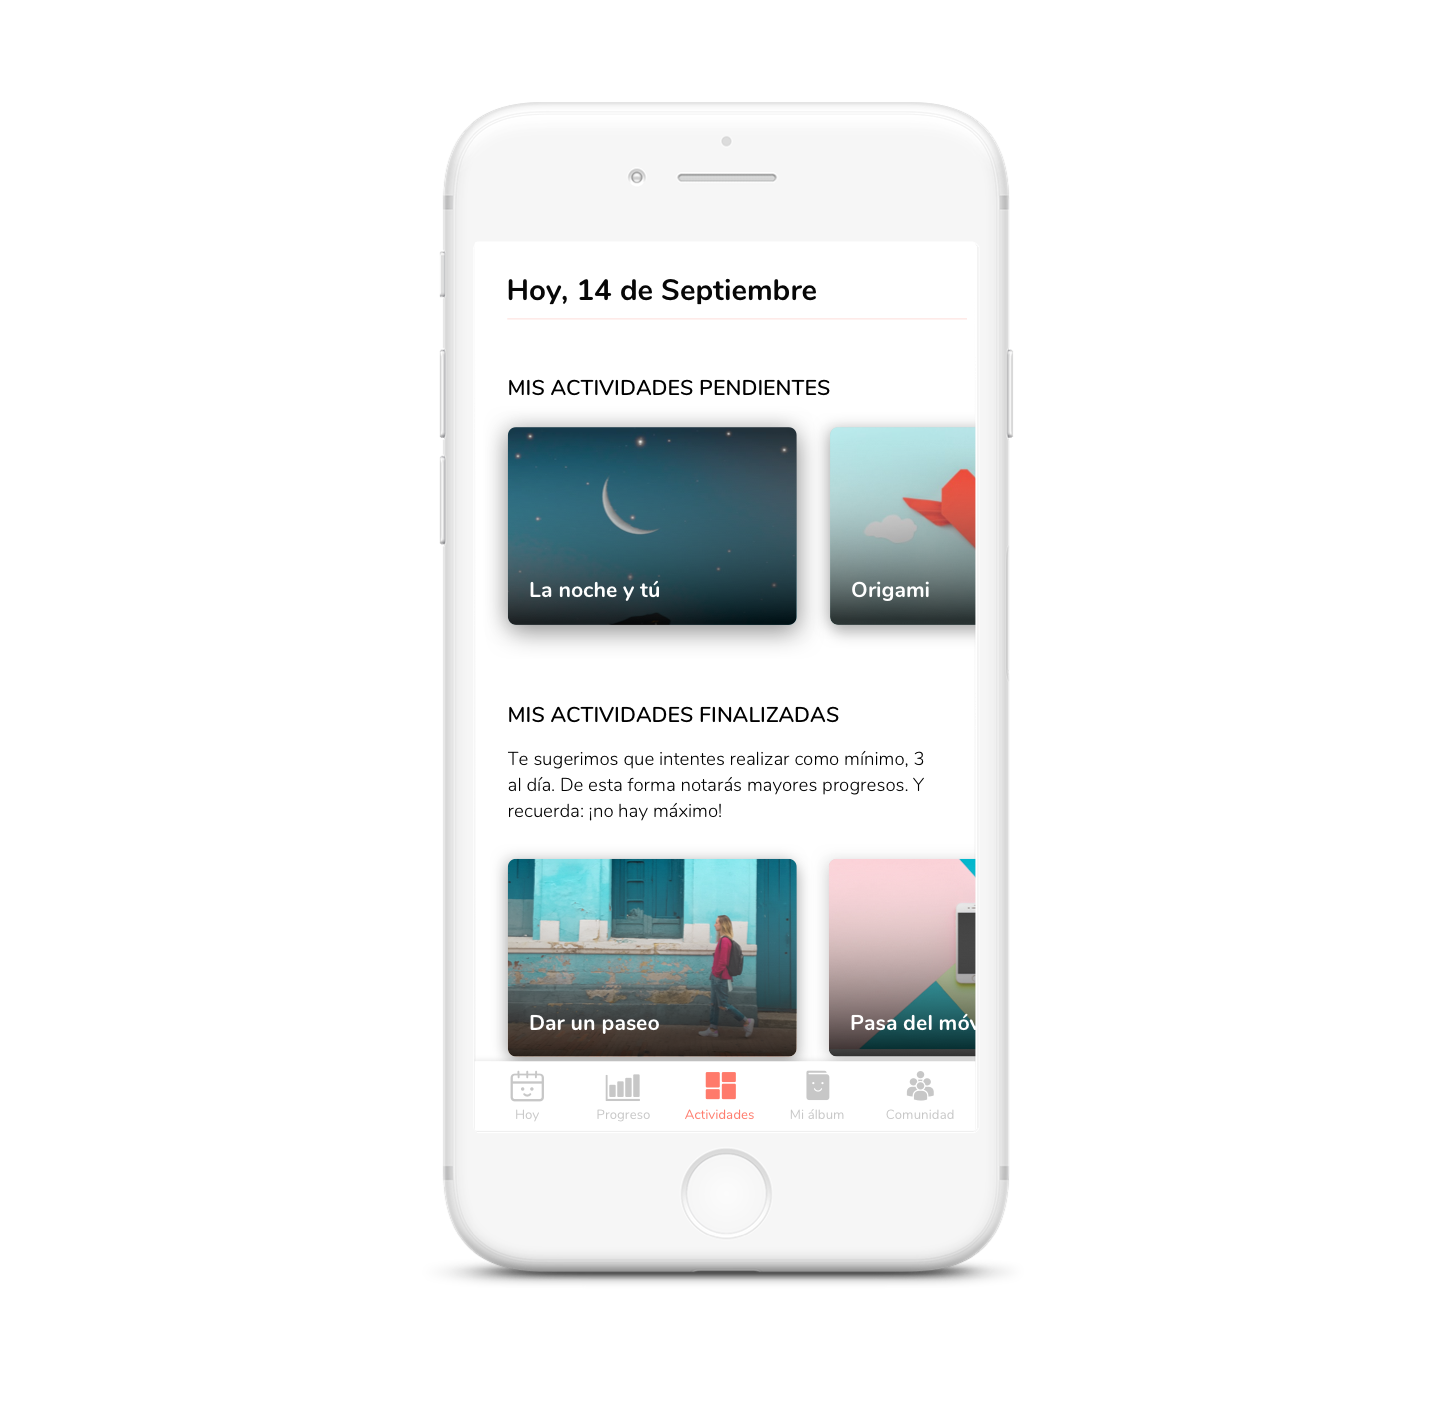 Hoy, 14 de Septiembre
MIS ACTIVIDADES PENDIENTES
La noche y tú
Origami
MIS ACTIVIDADES FINALIZADAS
Te sugerimos que intentes realizar como mínimo, 3
al día. De esta forma notarás mayores progresos. Y
recuerda: ¡no hay máximo!
Dar un paseo
Pasa del
Hoy
Progreso
Actividades
Mi álbum
Comunidad